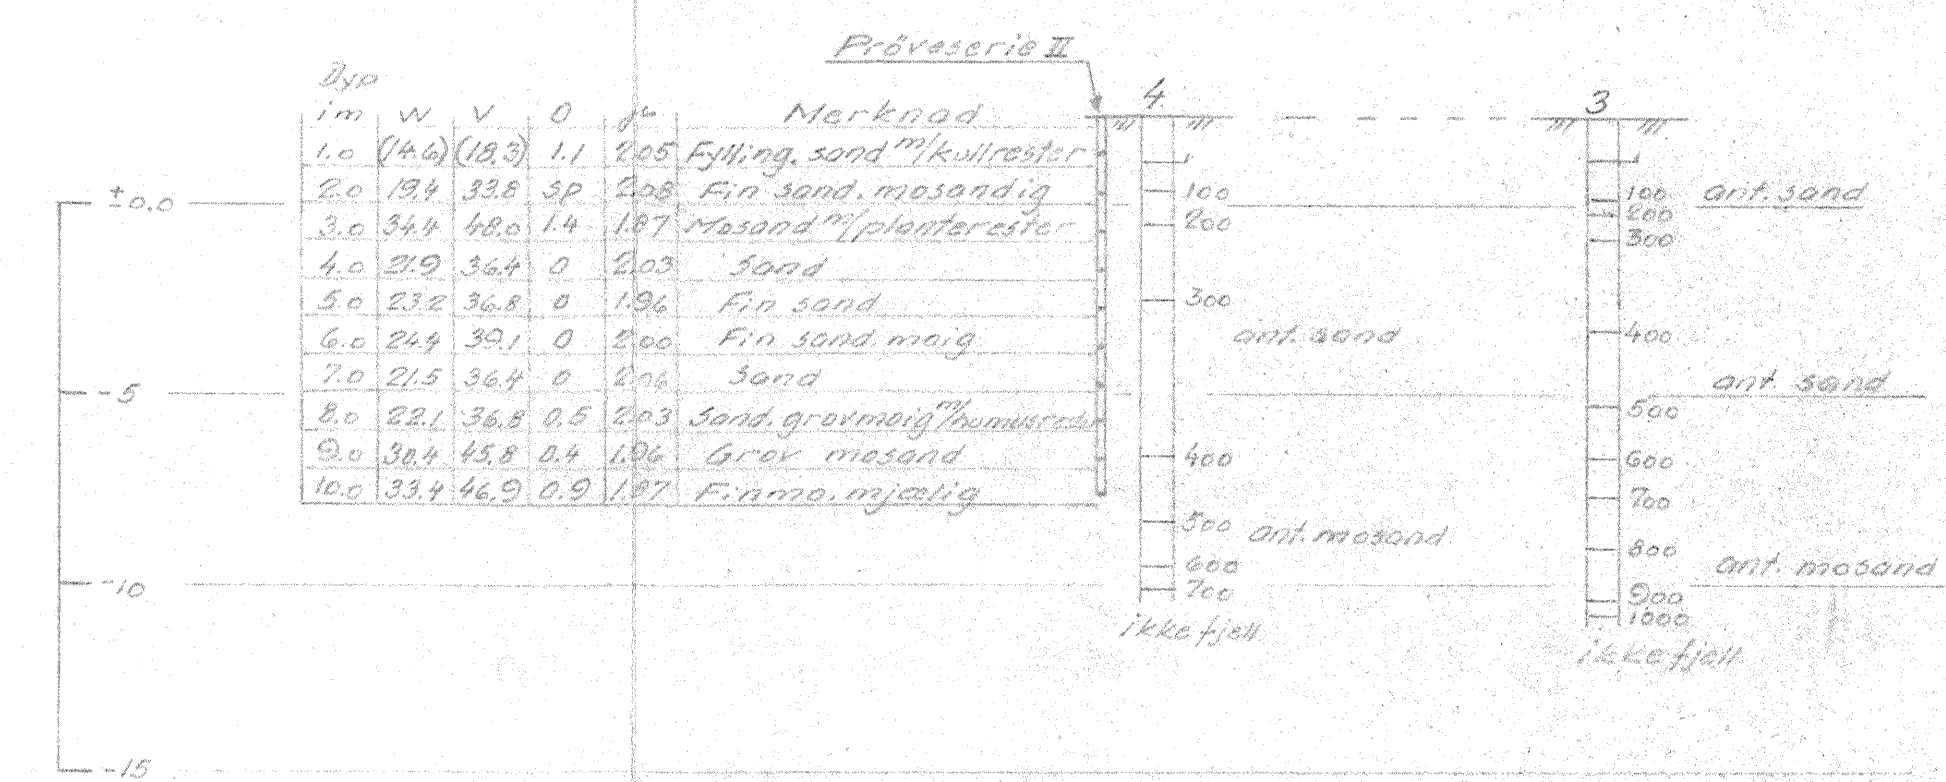 Prøveserie II
Dyp
i m W V O γ Merknad
1.0 (14.6) (18.3) 1.1 2.05 Fylling. sand m/kullrester
2.0 19.4 33.8 sp 2.08 Fin sand. mosandig
3.0 34.4 48.0 1.4 1.87 Mosand m/planterester
4.0 21.9 36.4 0 2.03 Sand
5.0 23.2 36.8 0 1.96 Fin sand
6.0 24.4 39.1 0 2.00 Fin sand. moig
7.0 21.5 36.4 0 2.06 Sand
8.0 22.1 36.8 0.5 2.03 Sand. grovmoig m/
9.0 30.4 45.8 0.4 1.96 Grov mosand
10.0 33.4 46.9 0.9 1.87 Finmo. mjælig
±0.0
-5
-10
-15
4
100
200
300
400
500
600
700
ikke fjell
ant. sand
ant. mosand
3
100
200
300
400
500
600
700
800
900
1000
ikke fjell
ant. sand
ant. sand
ant. mosand